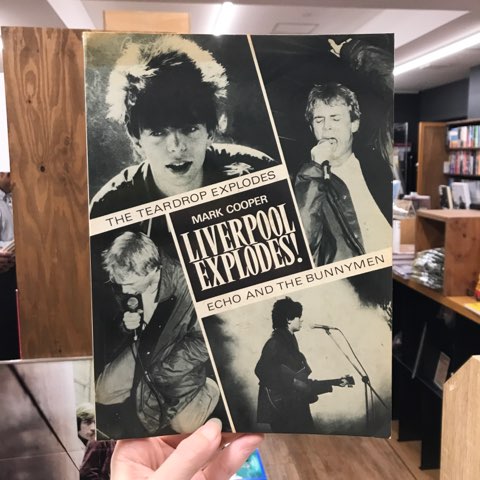 THE TEARDROP EXPLODES
MARK COOPER
LIVERPOOL
EXPLODES!
ECHO AND THE BUNNYMEN